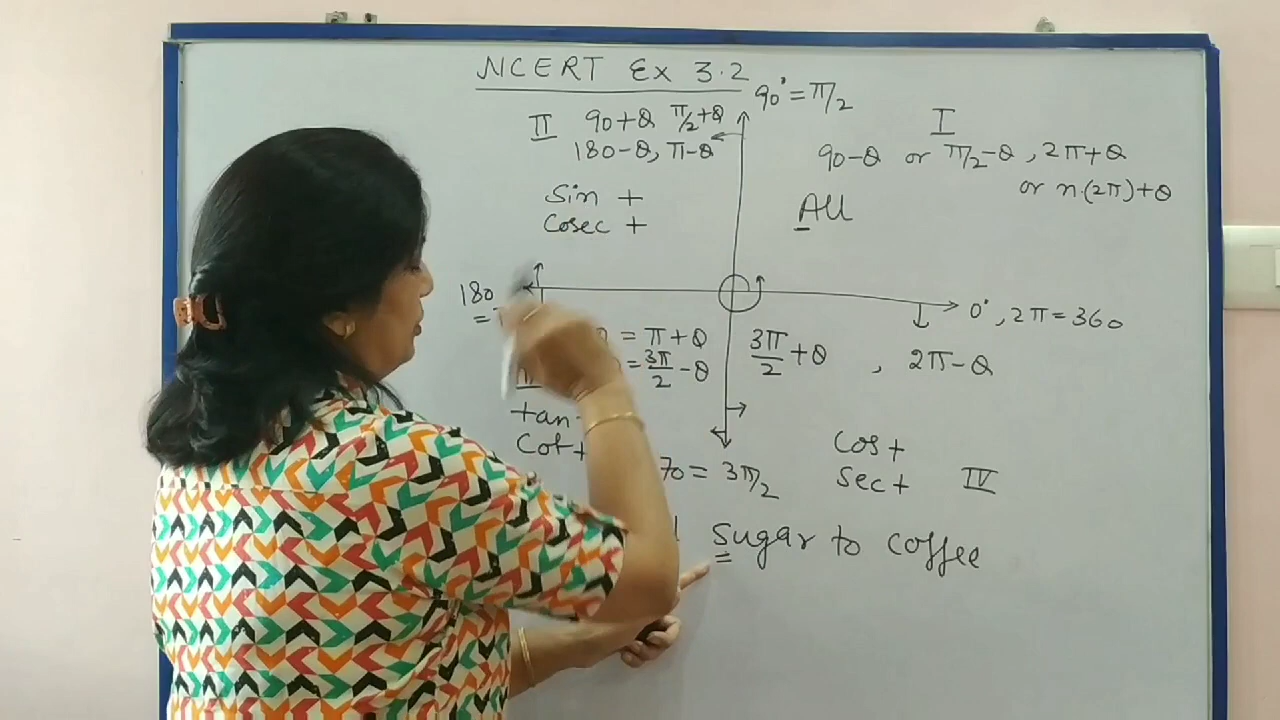 NCERT Ex 3.2
90° = π/2
II 90+θ π/2+θ
180-θ, π-θ
I
90-θ or π/2-θ, 2π+θ
or n.(2π)+θ
Sin +
Cosec +
All
180
=
0°, 2π = 360
= π+θ
= 3π/2 - θ
3π/2 + θ , 2π-θ
tan
Cot +
Cos +
Sec + IV
70 = 3π/2
sugar to coffee